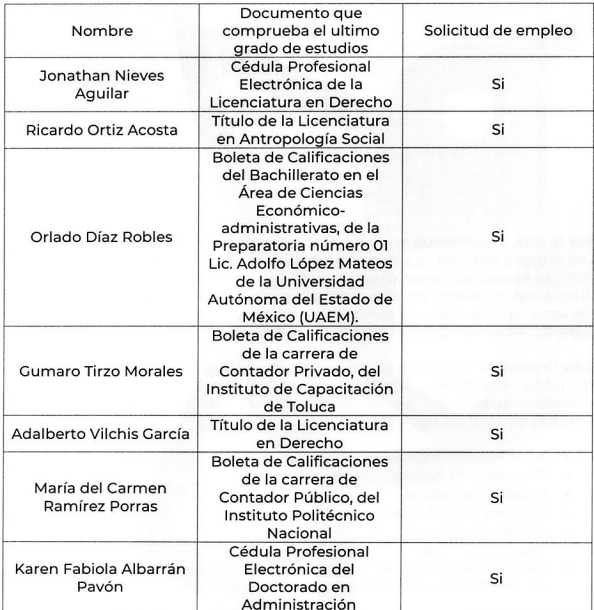 Nombre
Documento que
comprueba el ultimo
grado de estudios
Solicitud de empleo
Jonathan Nieves
Aguilar
Cédula Profesional
Electrónica de la
Licenciatura en Derecho
Si
Ricardo Ortiz Acosta
Título de la Licenciatura
en Antropología Social
Si
Orlado Díaz Robles
Boleta de Calificaciones
del Bachillerato en el
Área de Ciencias
Económico-
administrativas, de la
Preparatoria número 01
Lic. Adolfo López Mateos
de la Universidad
Autónoma del Estado de
México (UAEM).
Si
Gumaro Tirzo Morales
Boleta de Calificaciones
de la carrera de
Contador Privado, del
Instituto de Capacitación
de Toluca
Si
Adalberto Vilchis García
Título de la Licenciatura
en Derecho
Si
María del Carmen
Ramírez Porras
Boleta de Calificaciones
de la carrera de
Contador Público, del
Instituto Politécnico
Nacional
Si
Karen Fabiola Albarrán
Pavón
Cédula Profesional
Electrónica del
Doctorado en
Administración
Si